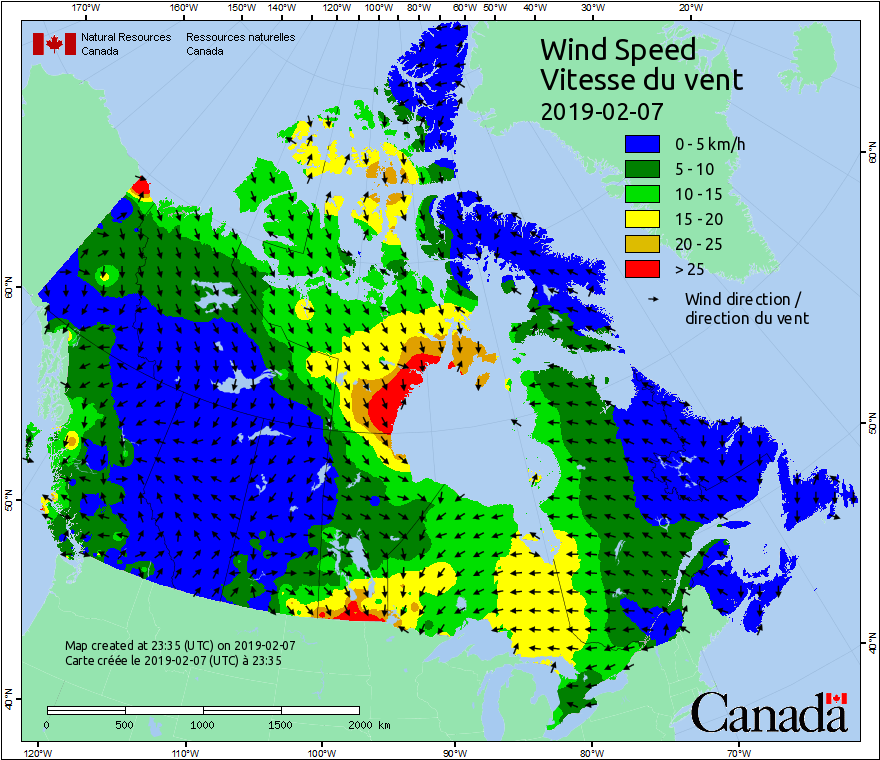 170°W 160°W 150°W 140°W 120°W 100°W 80°W 60°W 50°W 40°W 30°W 20°W
Natural Resources Ressources naturelles
Canada Canada
Wind Speed
Vitesse du vent
2019-02-07
0 - 5 km/h
5 - 10
10 - 15
15 - 20
20 - 25
> 25
Wind direction /
direction du vent
60°N
60°N
50°N
50°N
40°N
40°N
Map created at 23:35 (UTC) on 2019-02-07
Carte créée le 2019-02-07 (UTC) à 23:35
0 500 1000 1500 2000 km
Canada
120°W 110°W 100°W 90°W 80°W 70°W